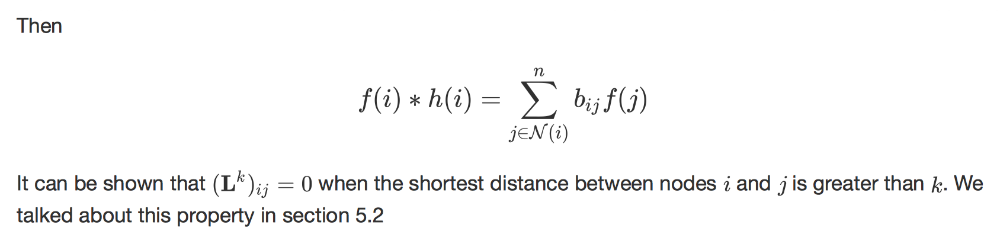 Then
$$f(i) * h(i) = \sum_{j \in \mathcal{N}(i)}^{n} b_{ij} f(j)$$
It can be shown that $(\mathbf{L}^k)_{ij} = 0$ when the shortest distance between nodes $i$ and $j$ is greater than $k$. We
talked about this property in section 5.2